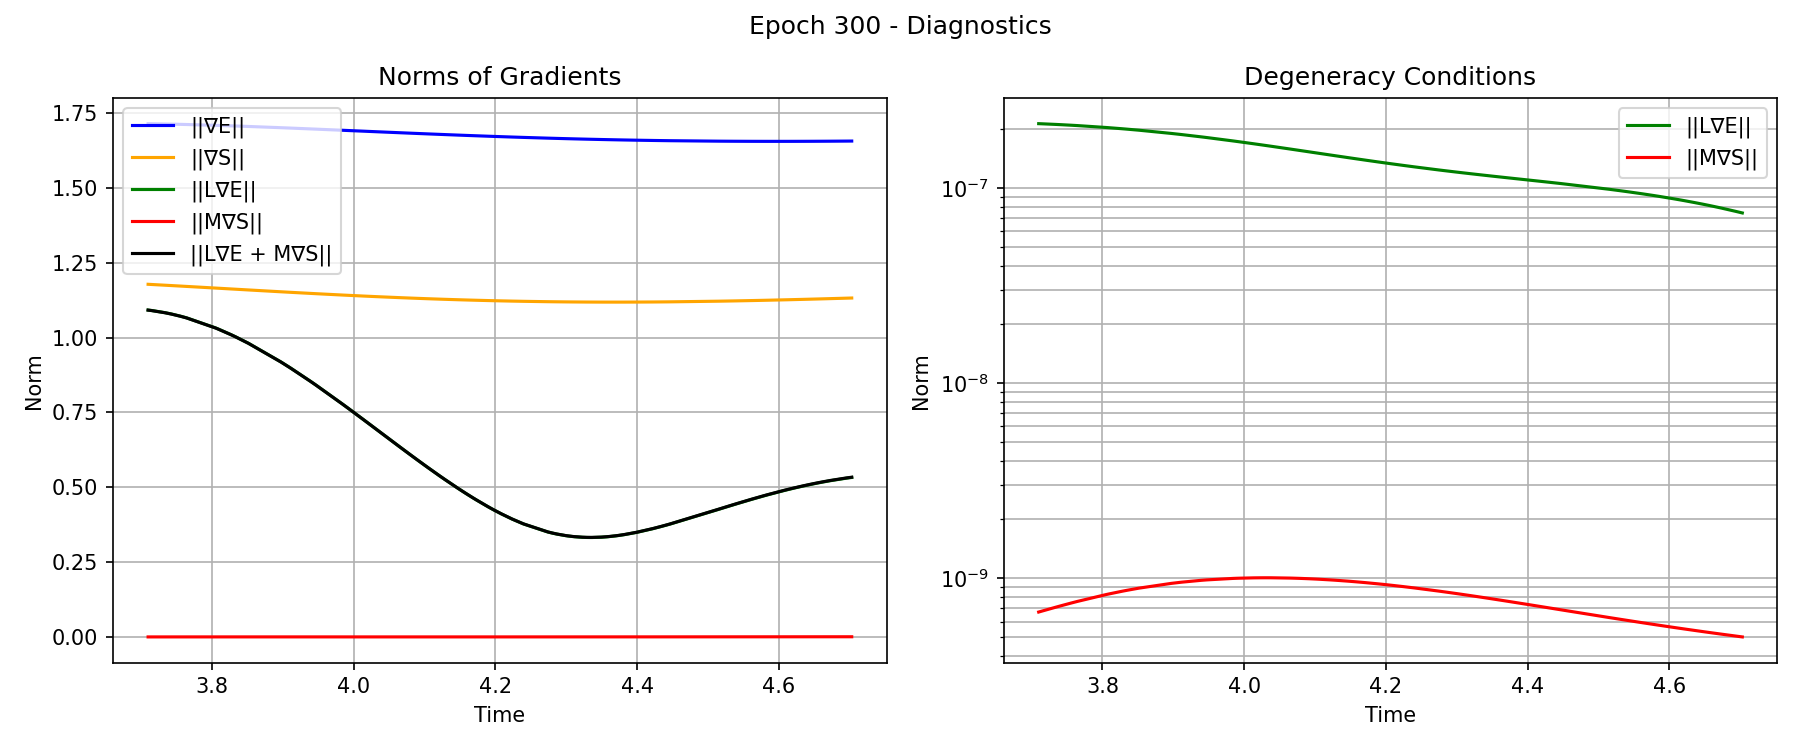 Epoch 300 - Diagnostics
Norms of Gradients
Norm
1.75
1.50
1.25
1.00
0.75
0.50
0.25
0.00
||∇E||
||∇S||
||L∇E||
||M∇S||
||L∇E + M∇S||
3.8
4.0
4.2
4.4
4.6
Time
Degeneracy Conditions
Norm
10⁻⁷
10⁻⁸
10⁻⁹
||L∇E||
||M∇S||
3.8
4.0
4.2
4.4
4.6
Time